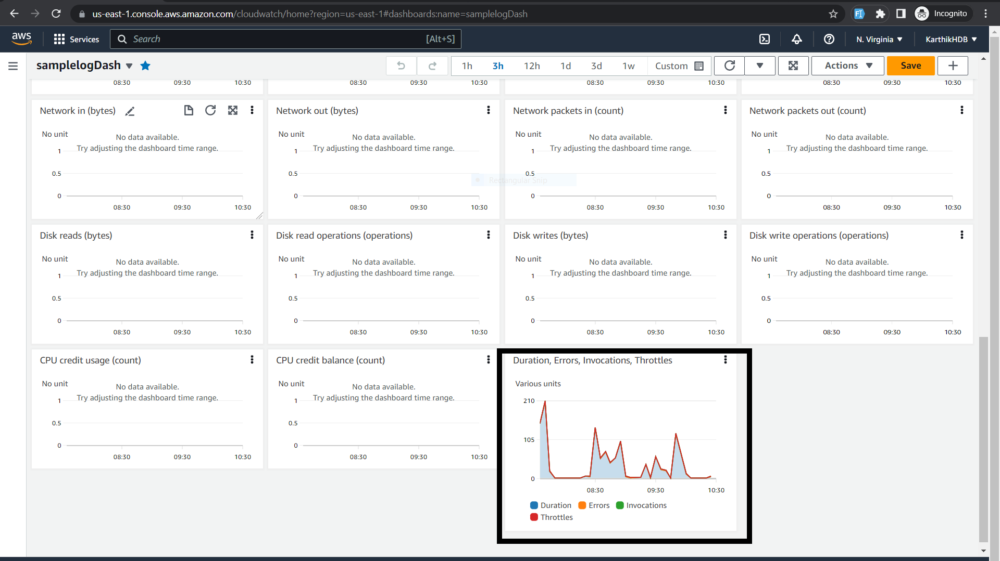 us-east-1.console.aws.amazon.com/cloudwatch/home?region=us-east-1#dashboards:name=samplelogDash
Incognito
aws Services Search [Alt+S] N. Virginia KarthikHDB
samplelogDash 1h 3h 12h 1d 3d 1w Custom Actions Save
08:30 09:30 10:30 08:30 09:30 10:30 08:30 09:30 10:30 08:30 09:30 10:30
Network in (bytes) Network out (bytes) Network packets in (count) Network packets out (count)
No unit No unit No unit No unit
No data available. No data available. No data available. No data available.
Try adjusting the dashboard time range. Try adjusting the dashboard time range. Try adjusting the dashboard time range. Try adjusting the dashboard time range.
1 1 1 1
0.5 0.5 0.5 0.5
Rectangular Snip
0 0 0 0
08:30 09:30 10:30 08:30 09:30 10:30 08:30 09:30 10:30 08:30 09:30 10:30
Disk reads (bytes) Disk read operations (operations) Disk writes (bytes) Disk write operations (operations)
No unit No unit No unit No unit
No data available. No data available. No data available. No data available.
Try adjusting the dashboard time range. Try adjusting the dashboard time range. Try adjusting the dashboard time range. Try adjusting the dashboard time range.
1 1 1 1
0.5 0.5 0.5 0.5
0 0 0 0
08:30 09:30 10:30 08:30 09:30 10:30 08:30 09:30 10:30 08:30 09:30 10:30
CPU credit usage (count) CPU credit balance (count) Duration, Errors, Invocations, Throttles
No unit No unit Various units
No data available. No data available.
Try adjusting the dashboard time range. Try adjusting the dashboard time range.
1 1 210
0.5 0.5 105
0 0 0
08:30 09:30 10:30 08:30 09:30 10:30 08:30 09:30 10:30
Duration Errors Invocations
Throttles